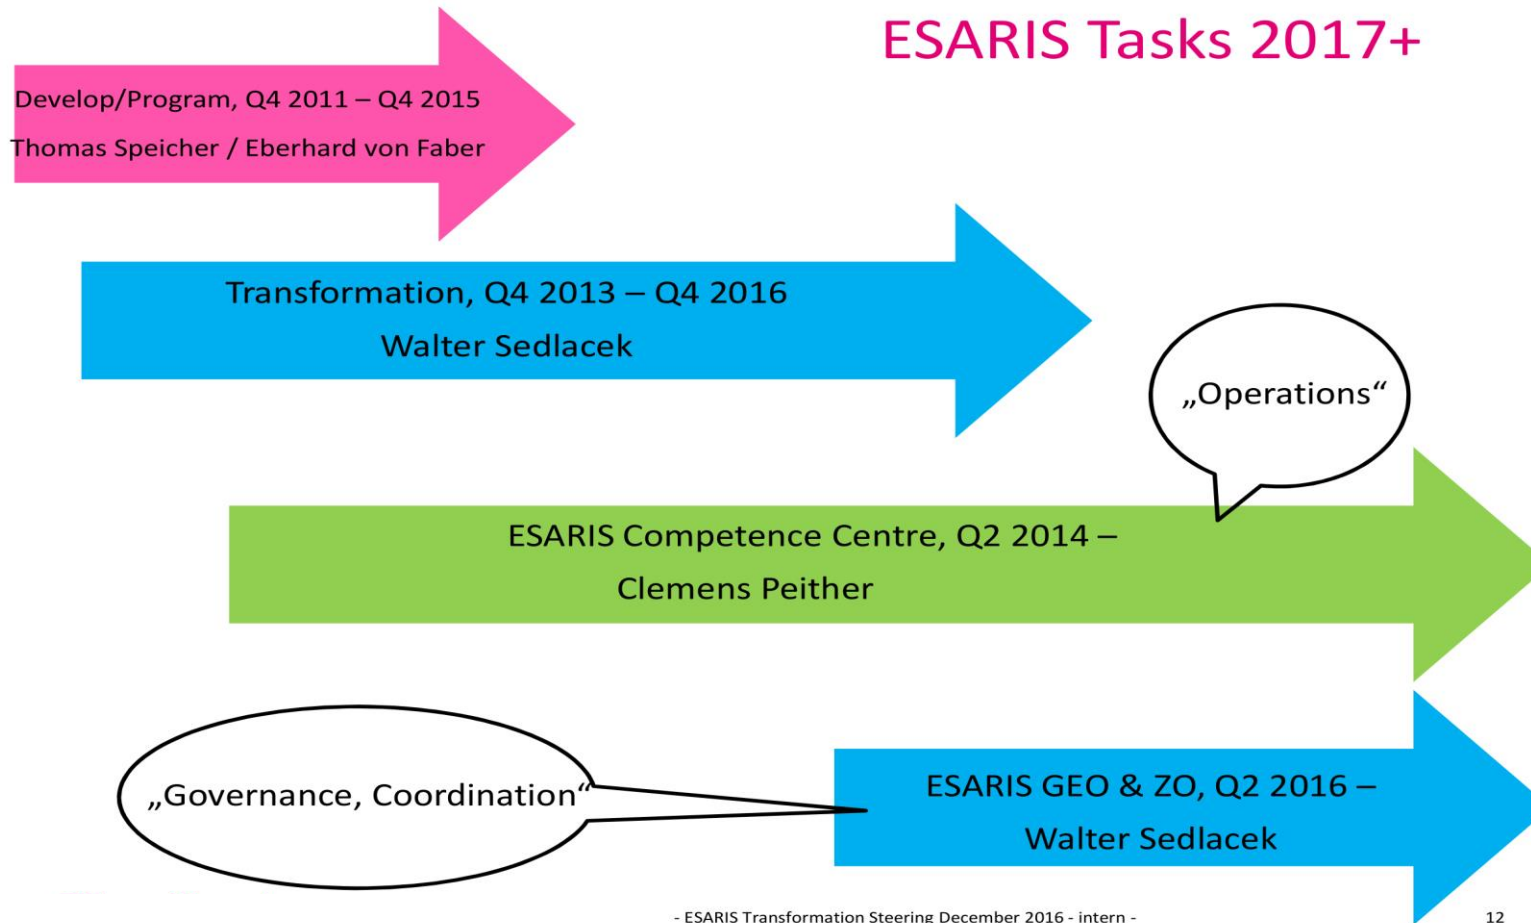 ESARIS Tasks 2017+
Develop/Program, Q4 2011 – Q4 2015
Thomas Speicher / Eberhard von Faber
Transformation, Q4 2013 – Q4 2016
Walter Sedlacek
„Operations“
ESARIS Competence Centre, Q2 2014 –
Clemens Peither
„Governance, Coordination“
ESARIS GEO & ZO, Q2 2016 –
Walter Sedlacek
- ESARIS Transformation Steering December 2016 - intern -
12